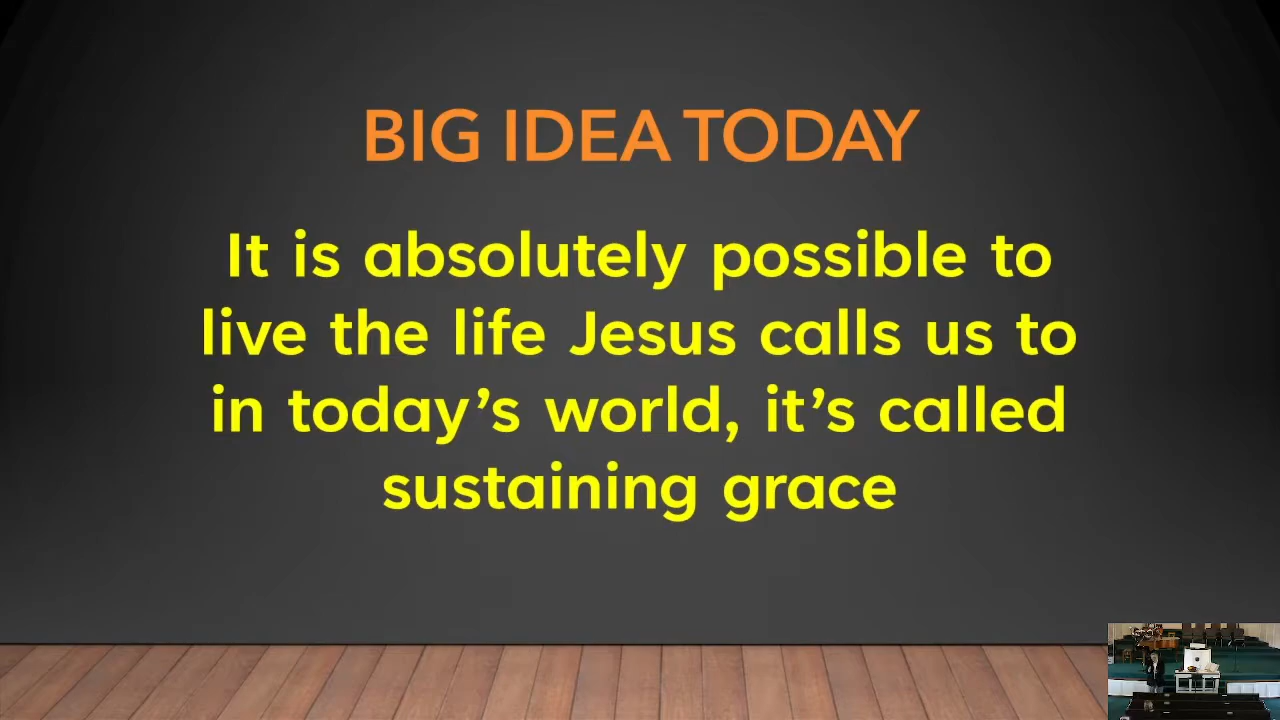 BIG IDEA TODAY
It is absolutely possible to
live the life Jesus calls us to
in today’s world, it’s called
sustaining grace